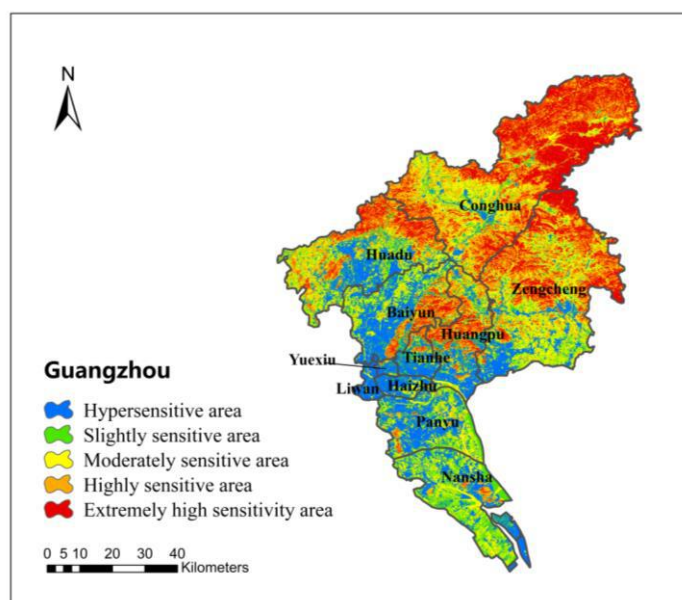 N
Conghua
Huadu
Zengcheng
Baiyun
Huangpu
Yuexiu
Tianhe
Liwan
Haizhu
Panyu
Nansha
Guangzhou
Hypersensitive area
Slightly sensitive area
Moderately sensitive area
Highly sensitive area
Extremely high sensitivity area
0 5 10 20 30 40
Kilometers